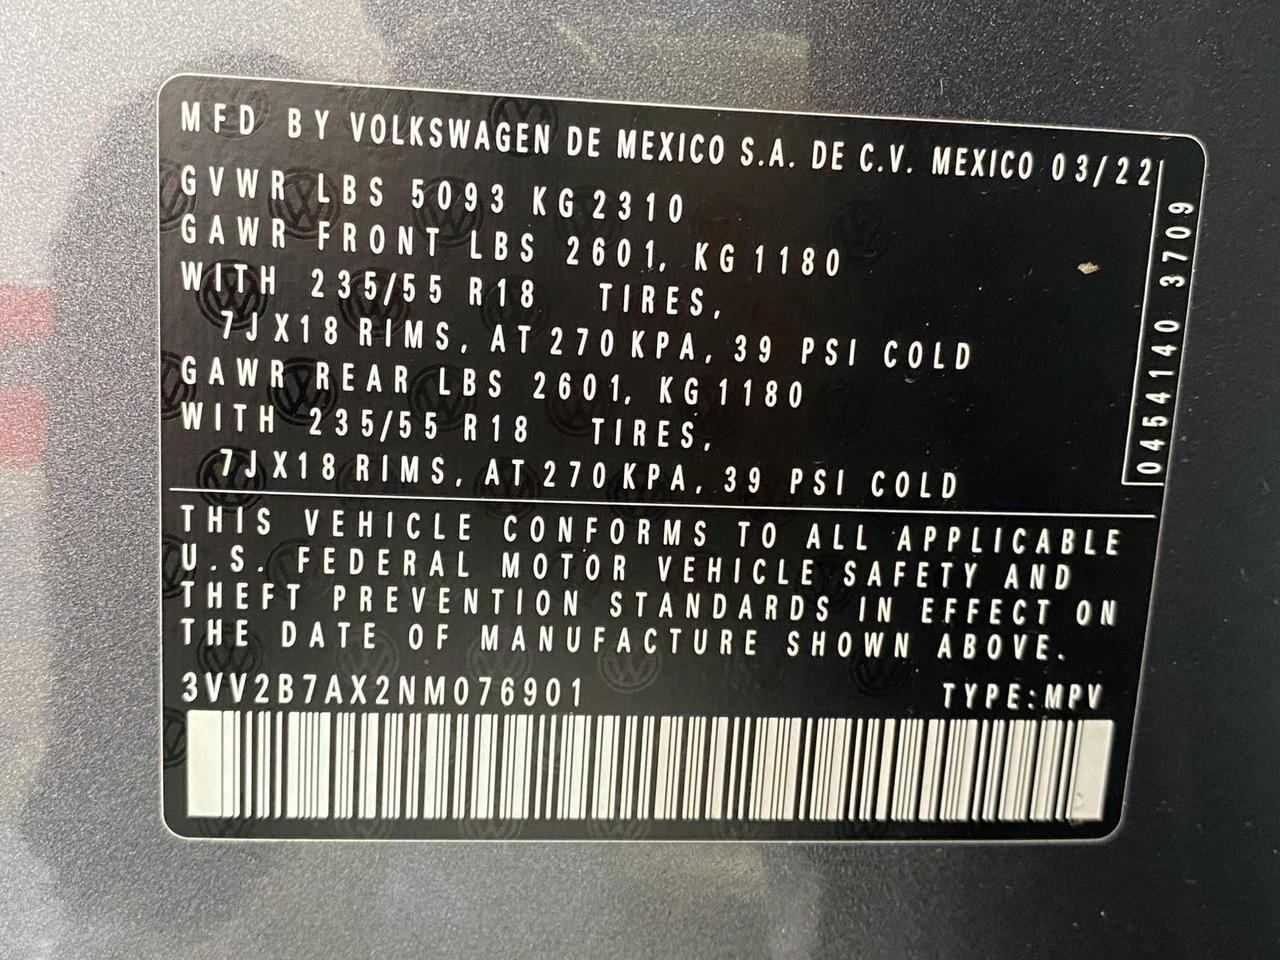 MFD BY VOLKSWAGEN DE MEXICO S.A. DE C.V. MEXICO 03/22
GVWR LBS 5093 KG 2310
GAWR FRONT LBS 2601, KG 1180
WITH 235/55 R18 TIRES,
7JX18 RIMS, AT 270 KPA, 39 PSI COLD
GAWR REAR LBS 2601, KG 1180
WITH 235/55 R18 TIRES,
7JX18 RIMS, AT 270 KPA, 39 PSI COLD
0454140 3709
THIS VEHICLE CONFORMS TO ALL APPLICABLE
U.S. FEDERAL MOTOR VEHICLE SAFETY AND
THEFT PREVENTION STANDARDS IN EFFECT ON
THE DATE OF MANUFACTURE SHOWN ABOVE.
3VV2B7AX2NM076901 TYPE:MPV